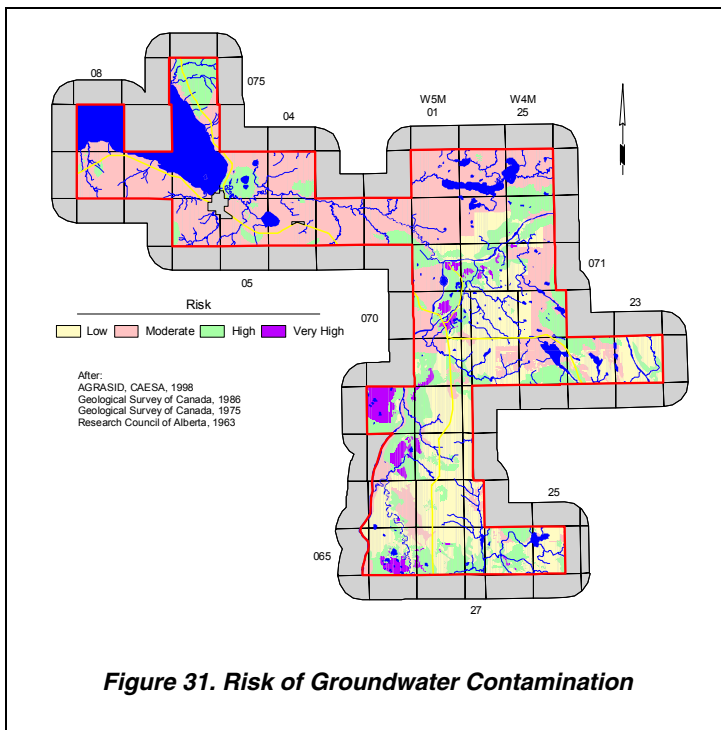 08
075
04
W5M
01
W4M
25
05
071
070
23
Risk
Low Moderate High Very High
After:
AGRASID, CAESA, 1998
Geological Survey of Canada, 1986
Geological Survey of Canada, 1975
Research Council of Alberta, 1963
25
065
27
Figure 31. Risk of Groundwater Contamination